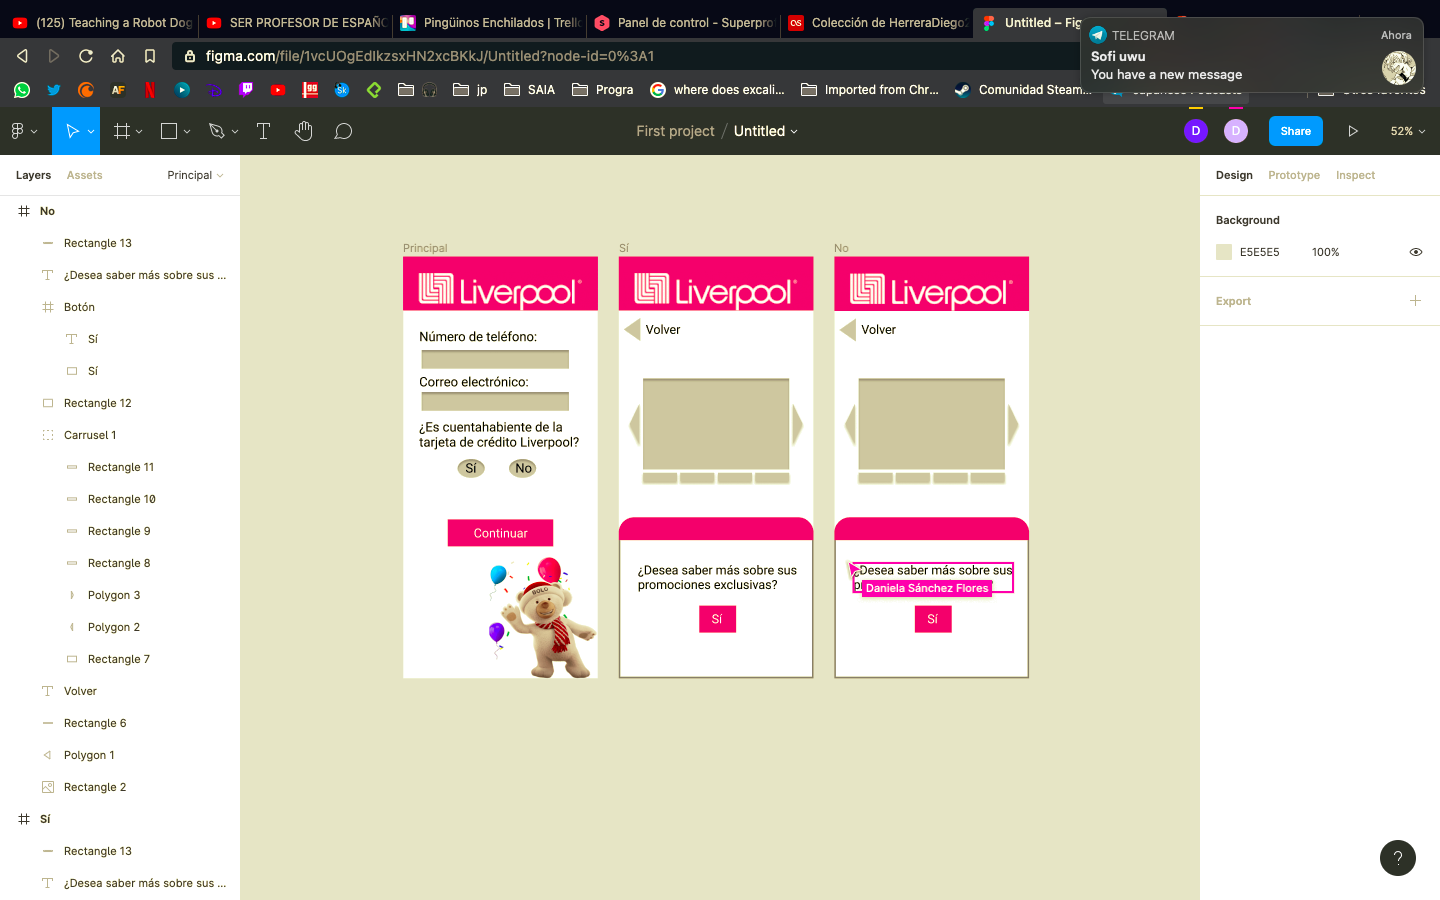 (125) Teaching a Robot Dog
SER PROFESOR DE ESPAÑO
Pingüinos Enchilados | Trell
Panel de control - Superprof
Colección de HerreraDiego2
Untitled – Fig
TELEGRAM
Ahora
Sofi uwu
You have a new message
figma.com/file/1vcUOgEdIkzsxHN2xcBKkJ/Untitled?node-id=0%3A1
jp
SAIA
Progra
where does excali...
Imported from Chr...
Comunidad Steam...
First project / Untitled
D
D
Share
52%
Layers
Assets
Principal
Design
Prototype
Inspect
No
Rectangle 13
¿Desea saber más sobre sus ...
Botón
Sí
Sí
Rectangle 12
Carrusel 1
Rectangle 11
Rectangle 10
Rectangle 9
Rectangle 8
Polygon 3
Polygon 2
Rectangle 7
Volver
Rectangle 6
Polygon 1
Rectangle 2
Sí
Rectangle 13
¿Desea saber más sobre sus ...
Principal
Liverpool
Número de teléfono:
Correo electrónico:
¿Es cuentahabiente de la
tarjeta de crédito Liverpool?
Sí
No
Continuar
BOLO
Sí
Liverpool
Volver
¿Desea saber más sobre sus
promociones exclusivas?
Sí
No
Liverpool
Volver
¿Desea saber más sobre sus
Daniela Sánchez Flores
Sí
Background
E5E5E5
100%
Export
?